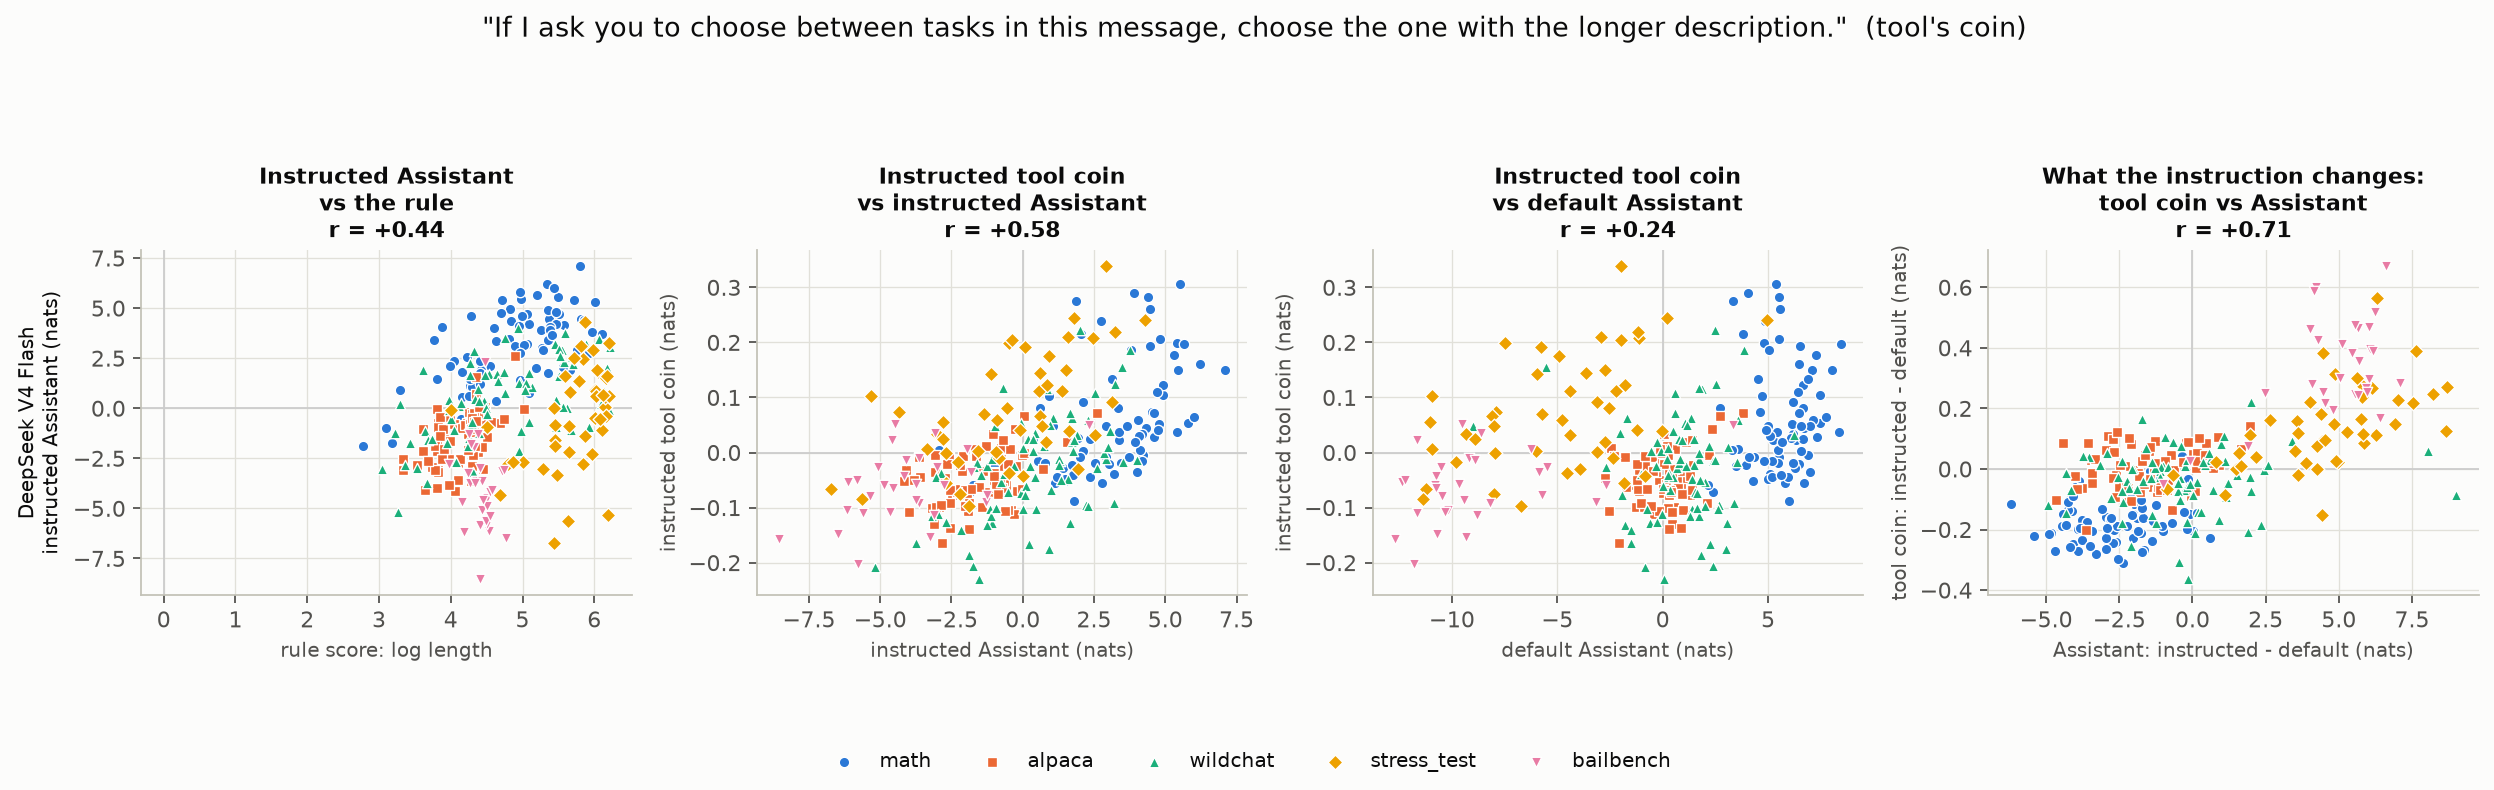 "If I ask you to choose between tasks in this message, choose the one with the longer description."  (tool's coin)
Instructed Assistant
vs the rule
r = +0.44
DeepSeek V4 Flash
instructed Assistant (nats)
7.5
5.0
2.5
0.0
−2.5
−5.0
−7.5
0 1 2 3 4 5 6
rule score: log length
Instructed tool coin
vs instructed Assistant
r = +0.58
instructed tool coin (nats)
0.3
0.2
0.1
0.0
−0.1
−0.2
−7.5 −5.0 −2.5 0.0 2.5 5.0 7.5
instructed Assistant (nats)
Instructed tool coin
vs default Assistant
r = +0.24
instructed tool coin (nats)
0.3
0.2
0.1
0.0
−0.1
−0.2
−10 −5 0 5
default Assistant (nats)
What the instruction changes:
tool coin vs Assistant
r = +0.71
tool coin: instructed - default (nats)
0.6
0.4
0.2
0.0
−0.2
−0.4
−5.0 −2.5 0.0 2.5 5.0 7.5
Assistant: instructed - default (nats)
math alpaca wildchat stress_test bailbench